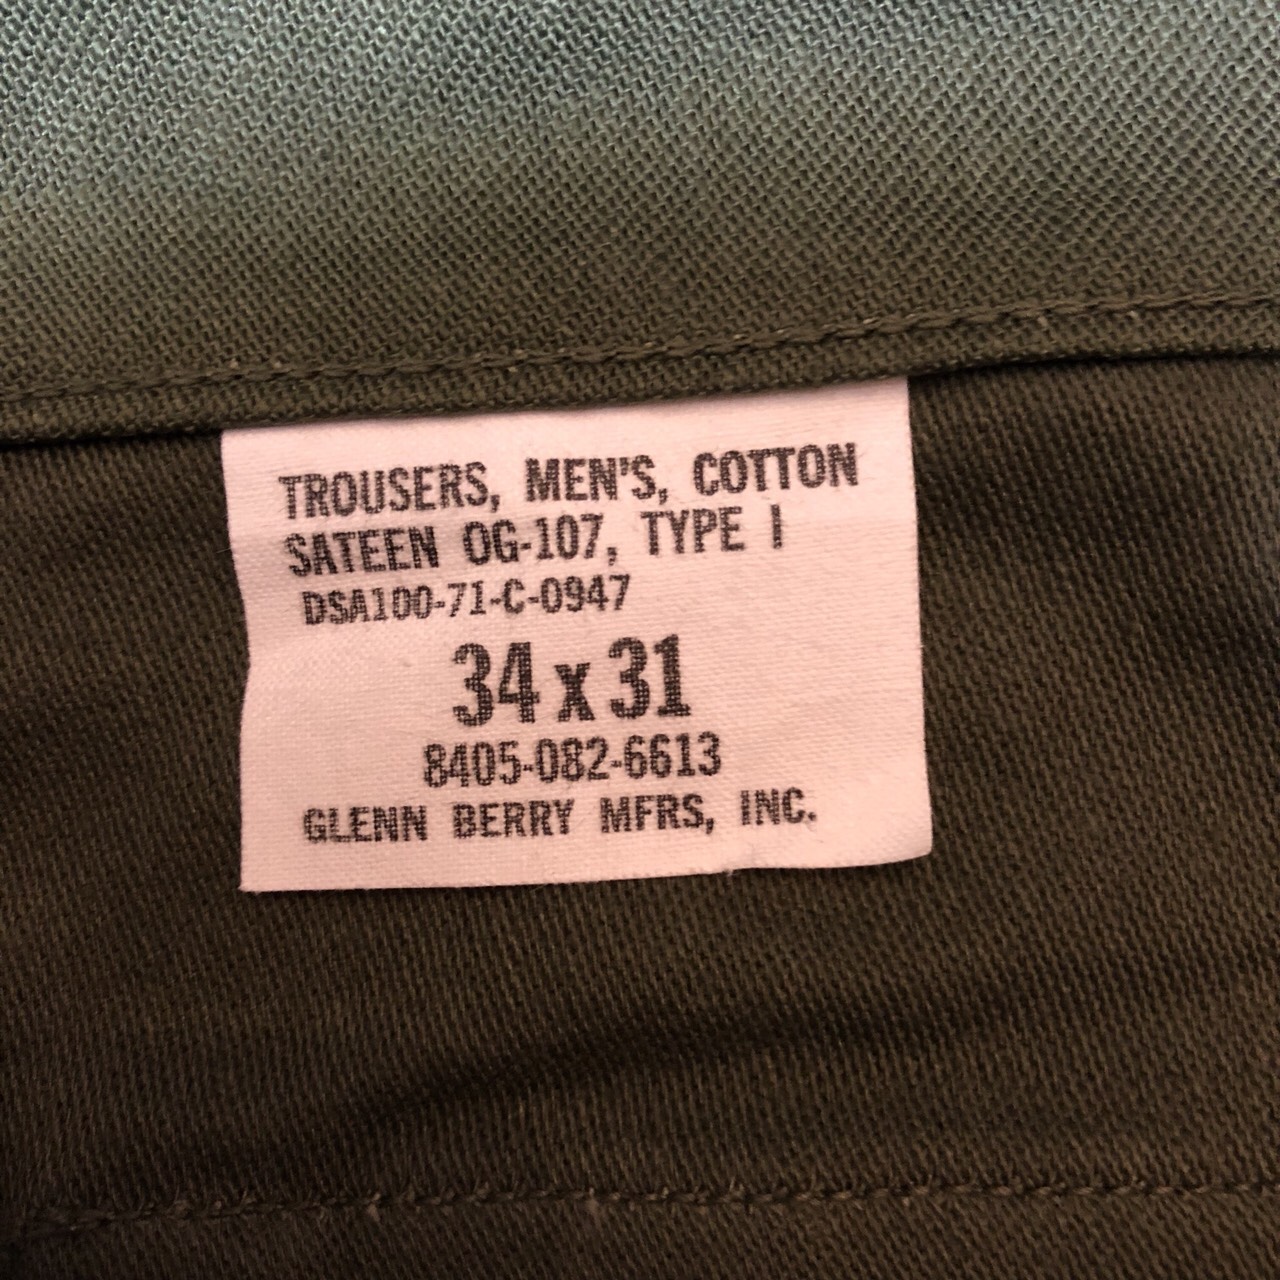 TROUSERS, MEN'S, COTTON
SATEEN OG-107, TYPE I
DSA100-71-C-0947
34 x 31
8405-082-6613
GLENN BERRY MFRS, INC.